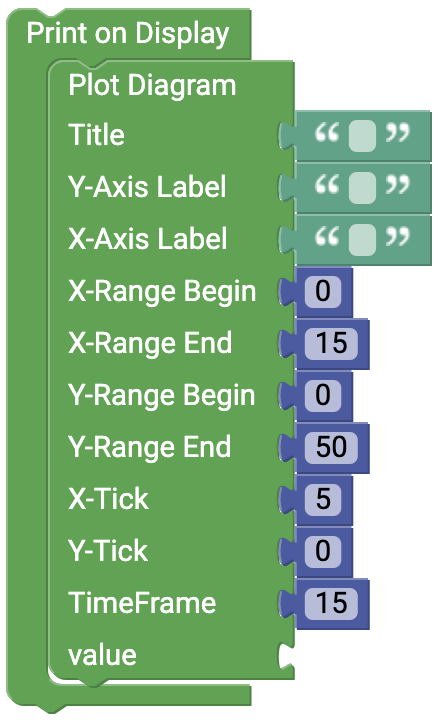 Print on Display
Plot Diagram
Title “ ”
Y-Axis Label “ ”
X-Axis Label “ ”
X-Range Begin 0
X-Range End 15
Y-Range Begin 0
Y-Range End 50
X-Tick 5
Y-Tick 0
TimeFrame 15
value